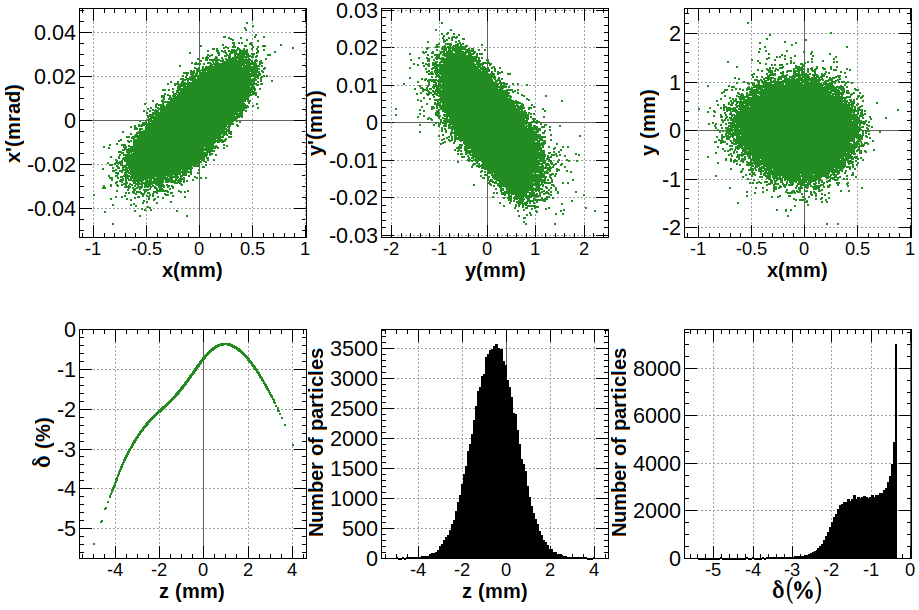 x'(mrad)
0.04
0.02
0
-0.02
-0.04
-1 -0.5 0 0.5 1
x(mm)
y'(mm)
0.03
0.02
0.01
0
-0.01
-0.02
-0.03
-2 -1 0 1 2
y(mm)
y (mm)
2
1
0
-1
-2
-1 -0.5 0 0.5 1
x(mm)
δ (%)
0
-1
-2
-3
-4
-5
-4 -2 0 2 4
z (mm)
Number of particles
3500
3000
2500
2000
1500
1000
500
0
-4 -2 0 2 4
z (mm)
Number of particles
8000
6000
4000
2000
0
-5 -4 -3 -2 -1 0
δ(%)